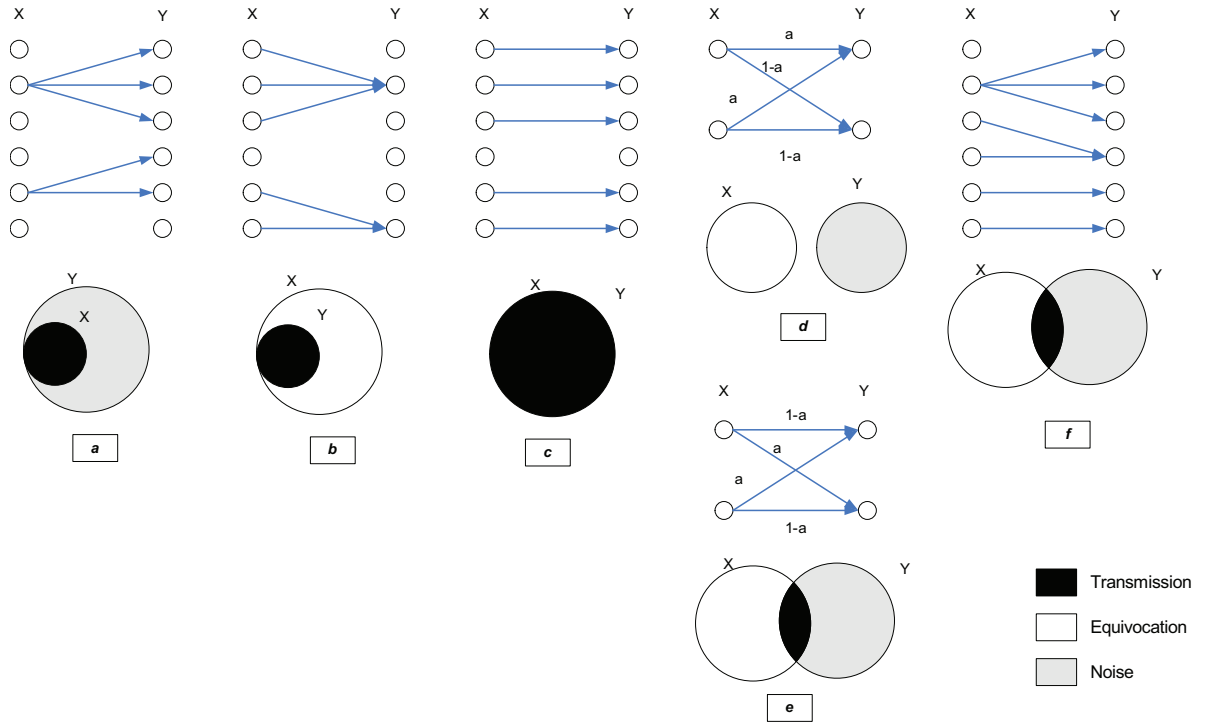 X
Y
Y
X
a
X
Y
X
Y
b
X
Y
X
Y
c
X
Y
a
1-a
a
1-a
X
Y
d
X
Y
1-a
a
a
1-a
X
Y
e
X
Y
X
Y
f
Transmission
Equivocation
Noise